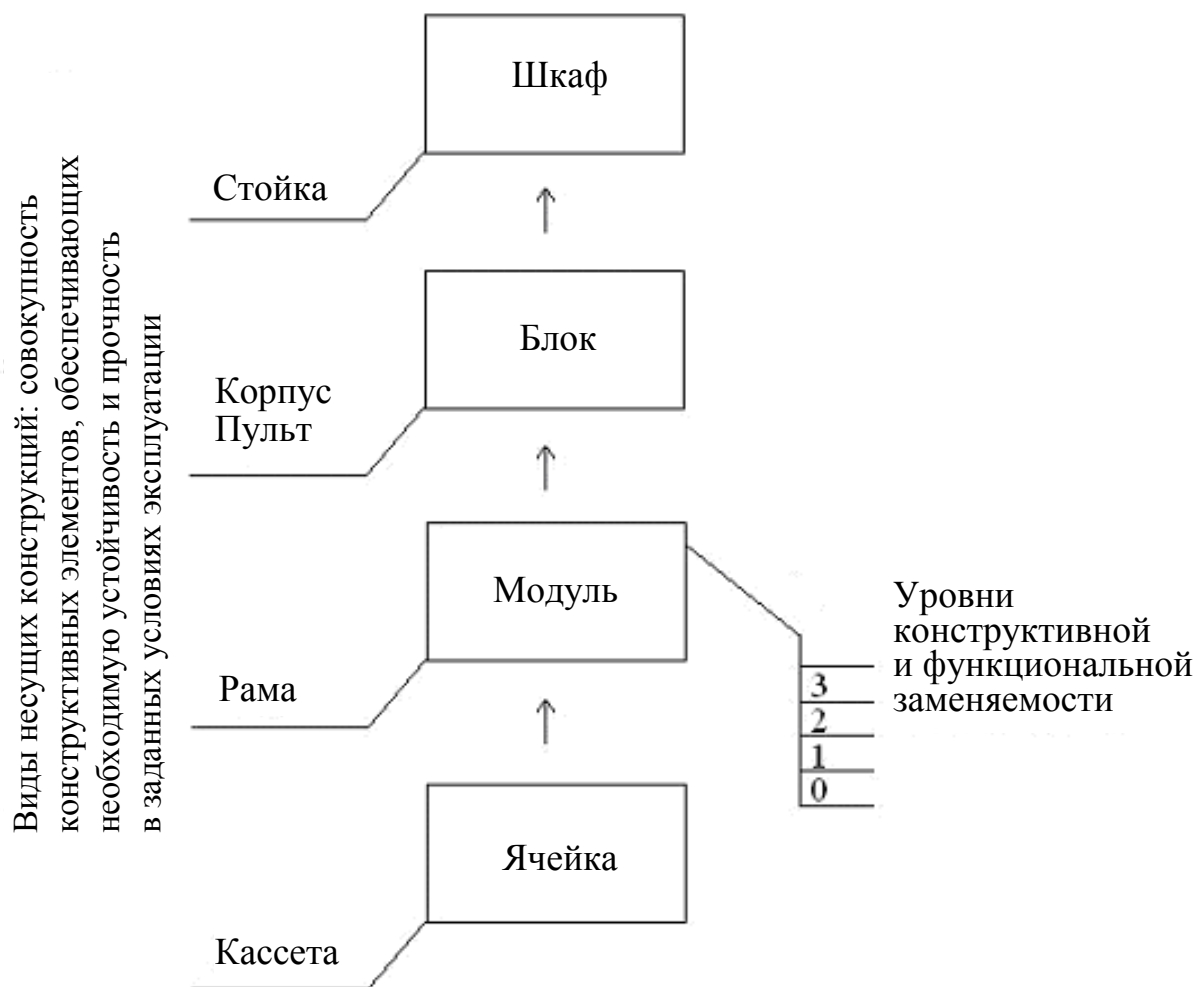 Виды несущих конструкций: совокупность
конструктивных элементов, обеспечивающих
необходимую устойчивость и прочность
в заданных условиях эксплуатации
Шкаф
Стойка
Блок
Корпус
Пульт
Модуль
Рама
Уровни
конструктивной
и функциональной
заменяемости
3
2
1
0
Ячейка
Кассета